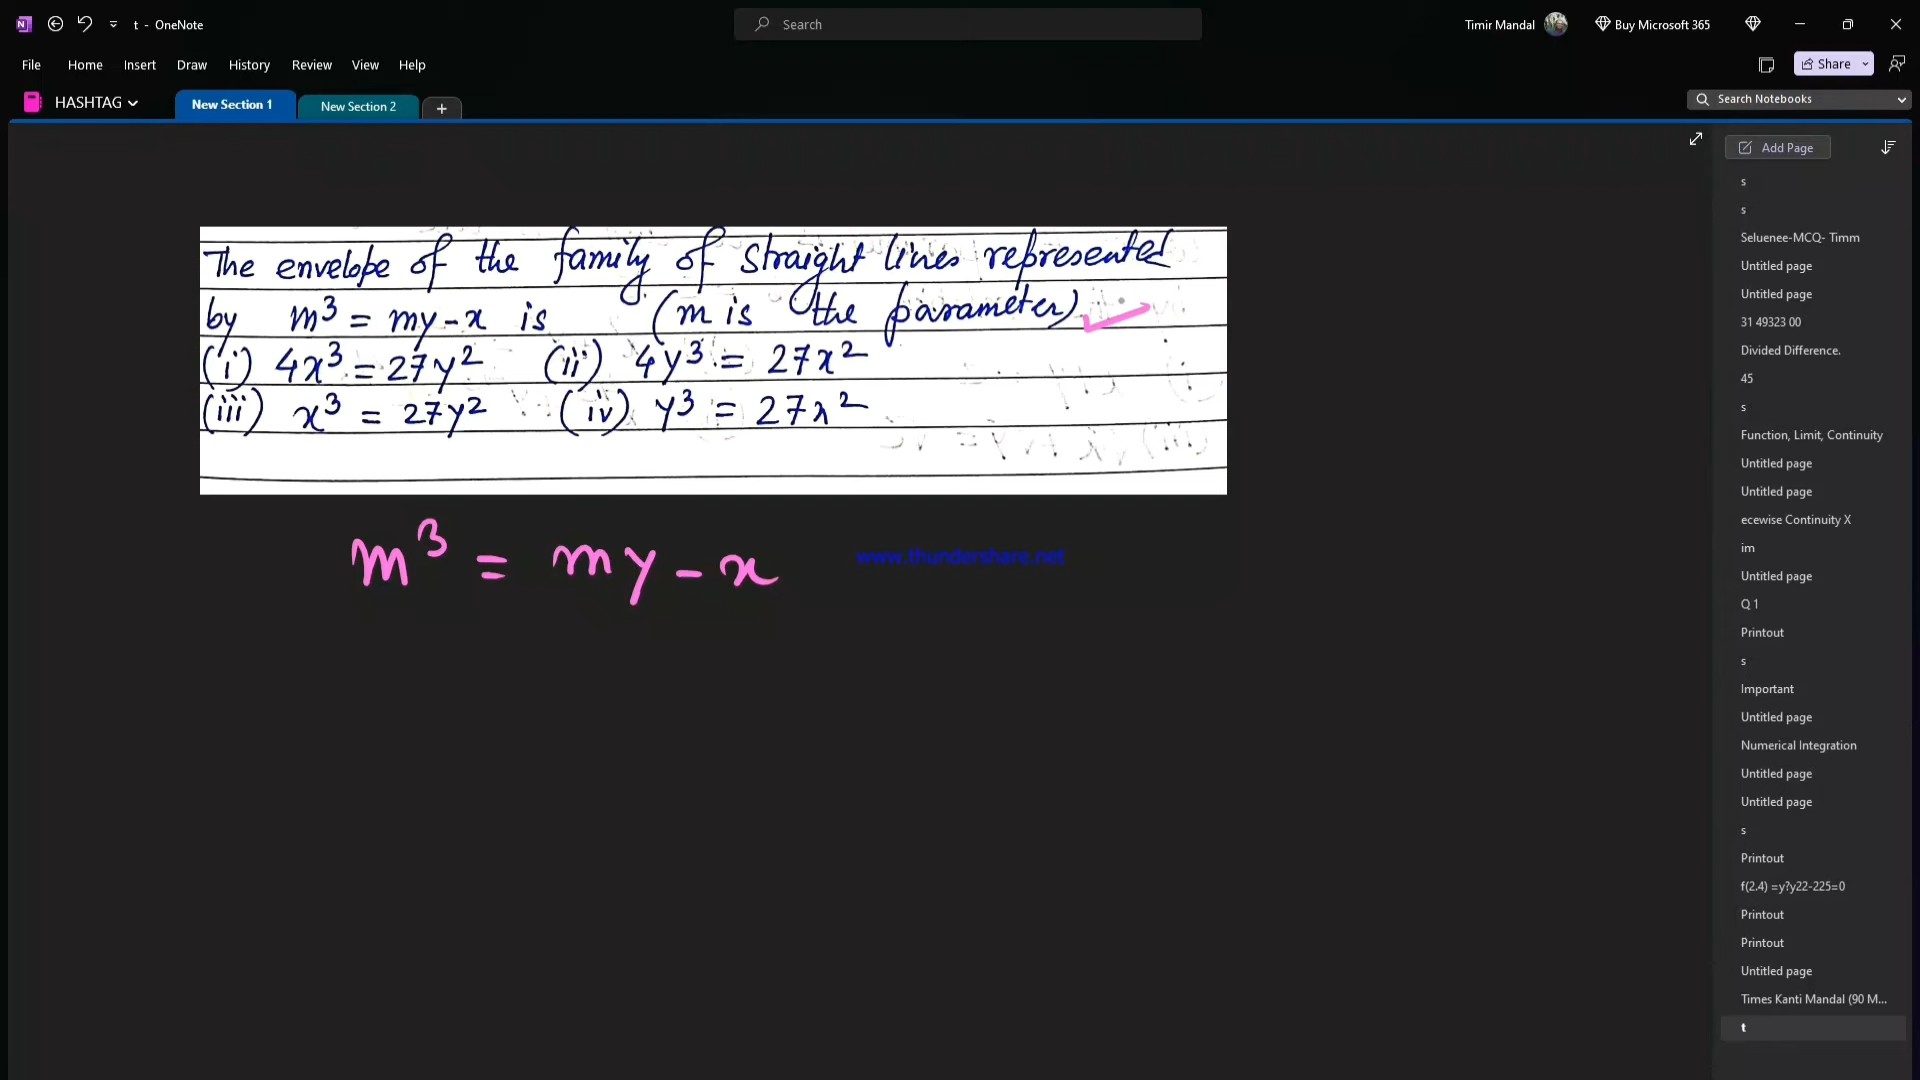 t - OneNote
Search
Timir Mandal
Buy Microsoft 365
File Home Insert Draw History Review View Help
Share
HASHTAG
New Section 1
New Section 2
+
Search Notebooks
Add Page
The envelope of the family of straight lines represented
by m³ = my - x is (m is the parameter)
(i) 4x³ = 27y² (ii) 4y³ = 27x²
(iii) x³ = 27y² (iv) y³ = 27x²
m³ = my - x
www.thundershare.net
s
s
Seluenee-MCQ- Timm
Untitled page
Untitled page
31 49323 00
Divided Difference.
45
s
Function, Limit, Continuity
Untitled page
Untitled page
ecewise Continuity X
im
Untitled page
Q 1
Printout
s
Important
Untitled page
Numerical Integration
Untitled page
Untitled page
s
Printout
f(2.4) =y?y22-225=0
Printout
Printout
Untitled page
Times Kanti Mandal (90 M...
t